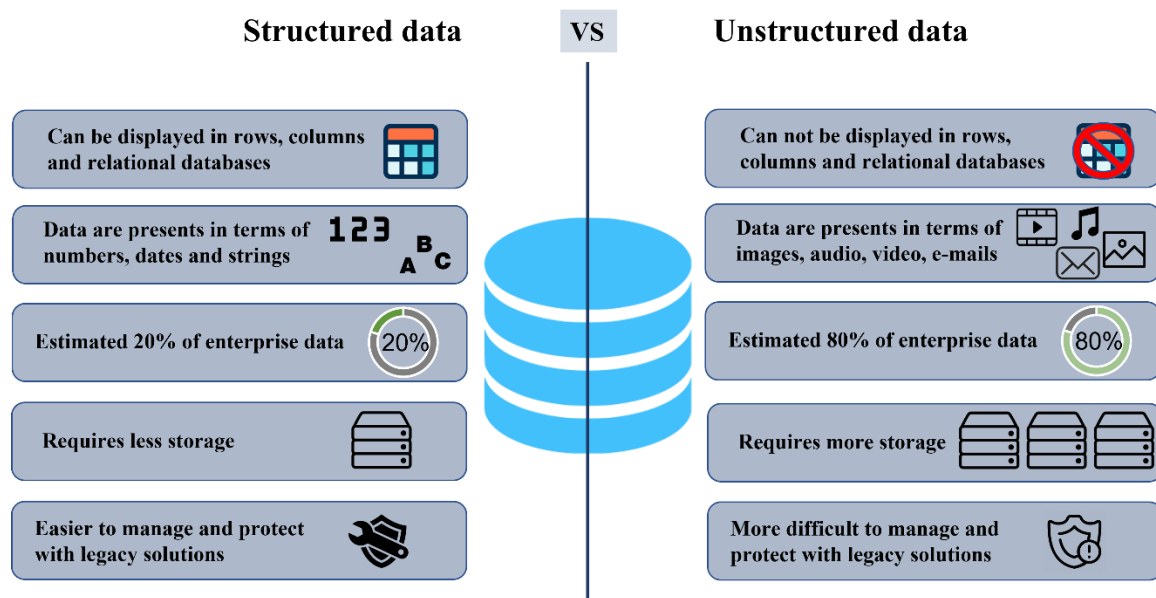 Structured data
VS
Unstructured data
Can be displayed in rows, columns
and relational databases
Can not be displayed in rows,
columns and relational databases
Data are presents in terms of
numbers, dates and strings
1 2 3
A B C
Data are presents in terms of
images, audio, video, e-mails
Estimated 20% of enterprise data
20%
Estimated 80% of enterprise data
80%
Requires less storage
Requires more storage
Easier to manage and protect
with legacy solutions
More difficult to manage and
protect with legacy solutions